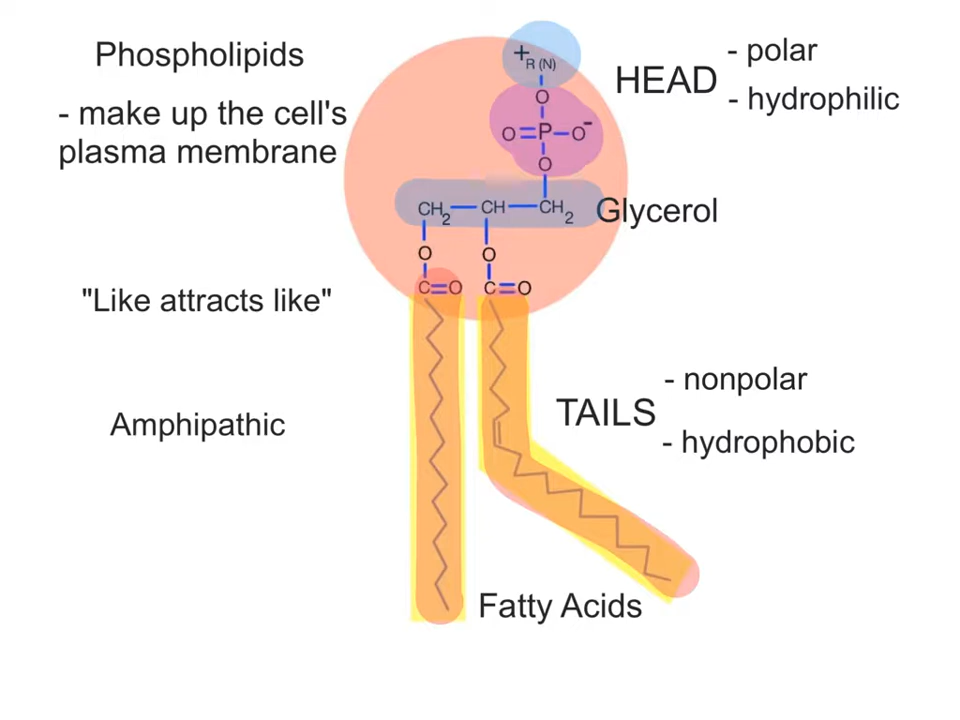 Phospholipids
- make up the cell's
plasma membrane
"Like attracts like"
Amphipathic
+
R (N)
O
O=P-O-
O
CH2-CH-CH2
O O
C=O C=O
HEAD
- polar
- hydrophilic
Glycerol
TAILS
- nonpolar
- hydrophobic
Fatty Acids